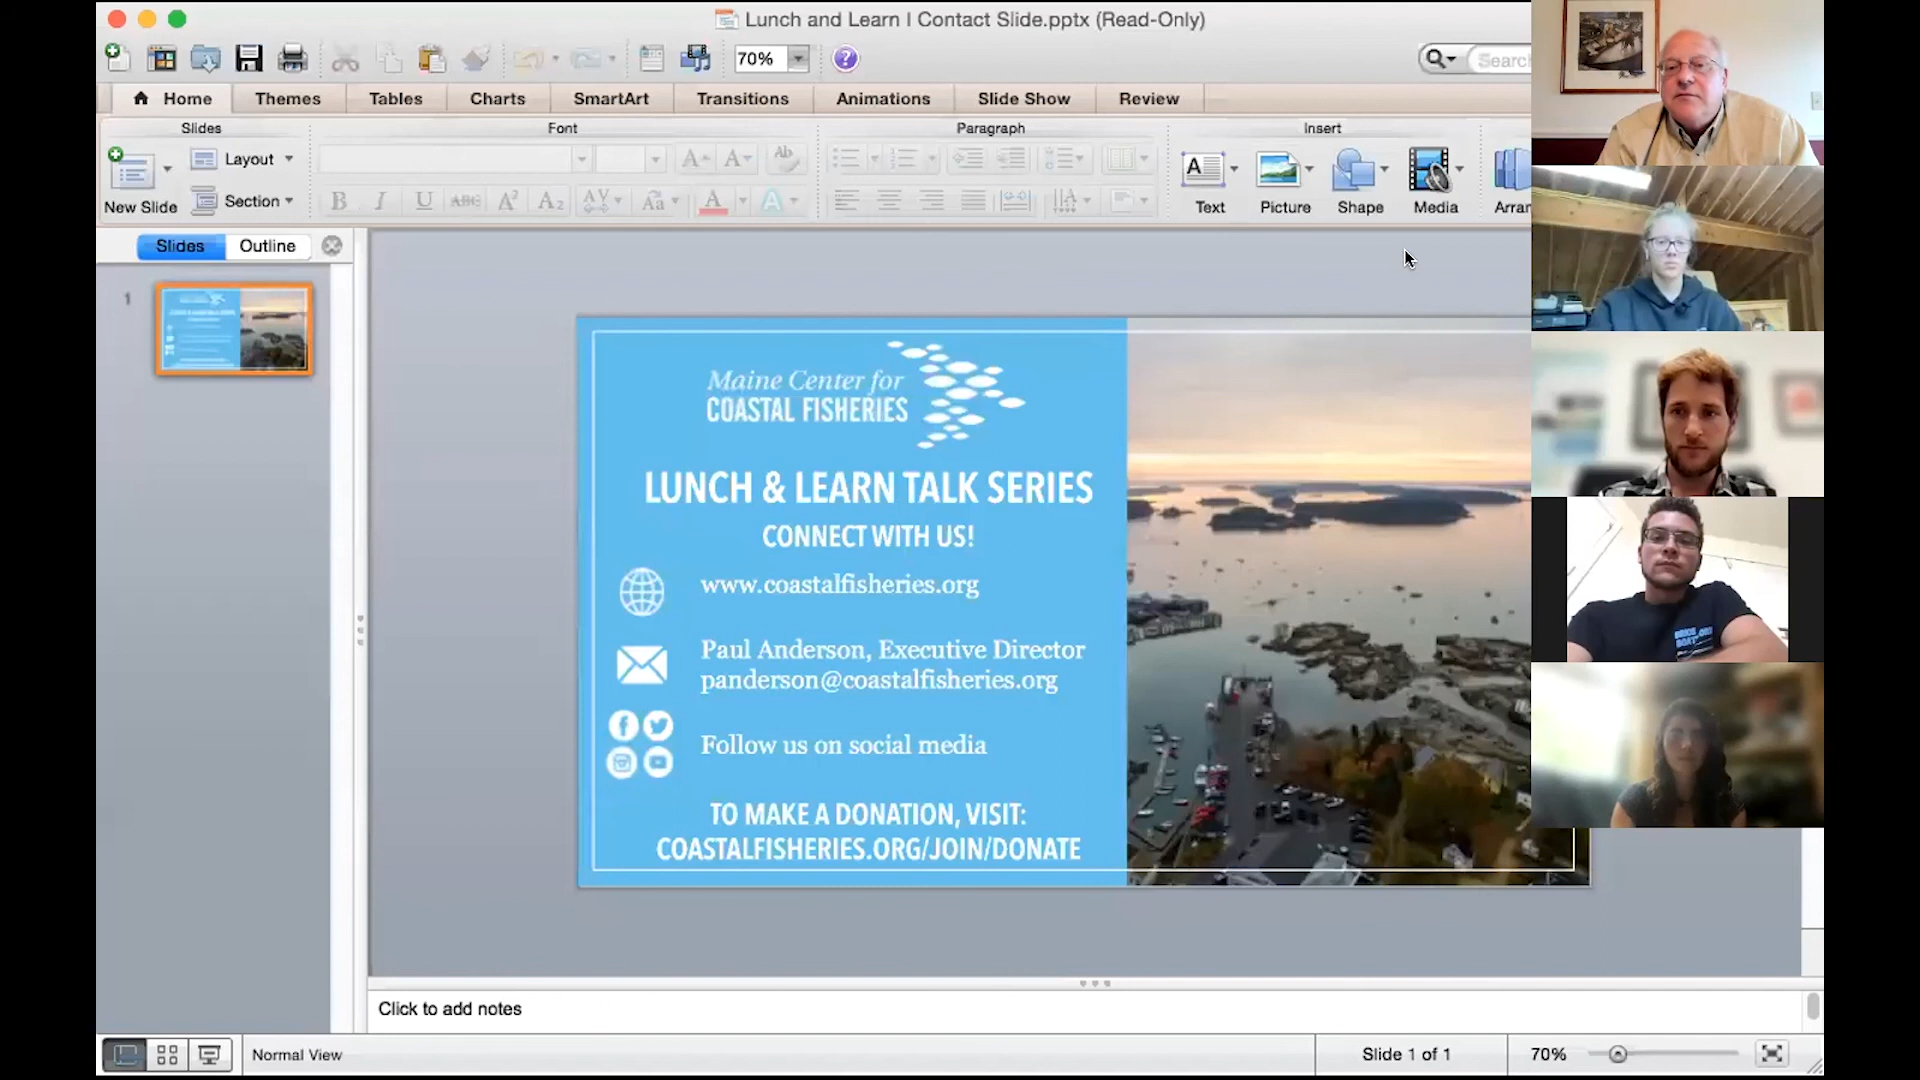 Lunch and Learn I Contact Slide.pptx (Read-Only)
70%
Search
Home
Themes
Tables
Charts
SmartArt
Transitions
Animations
Slide Show
Review
Slides
Font
Paragraph
Insert
New Slide
Layout
Section
Text
Picture
Shape
Media
Arran
Slides
Outline
1
Maine Center for
COASTAL FISHERIES
LUNCH & LEARN TALK SERIES
CONNECT WITH US!
www.coastalfisheries.org
Paul Anderson, Executive Director
panderson@coastalfisheries.org
Follow us on social media
TO MAKE A DONATION, VISIT:
COASTALFISHERIES.ORG/JOIN/DONATE
Click to add notes
Normal View
Slide 1 of 1
70%